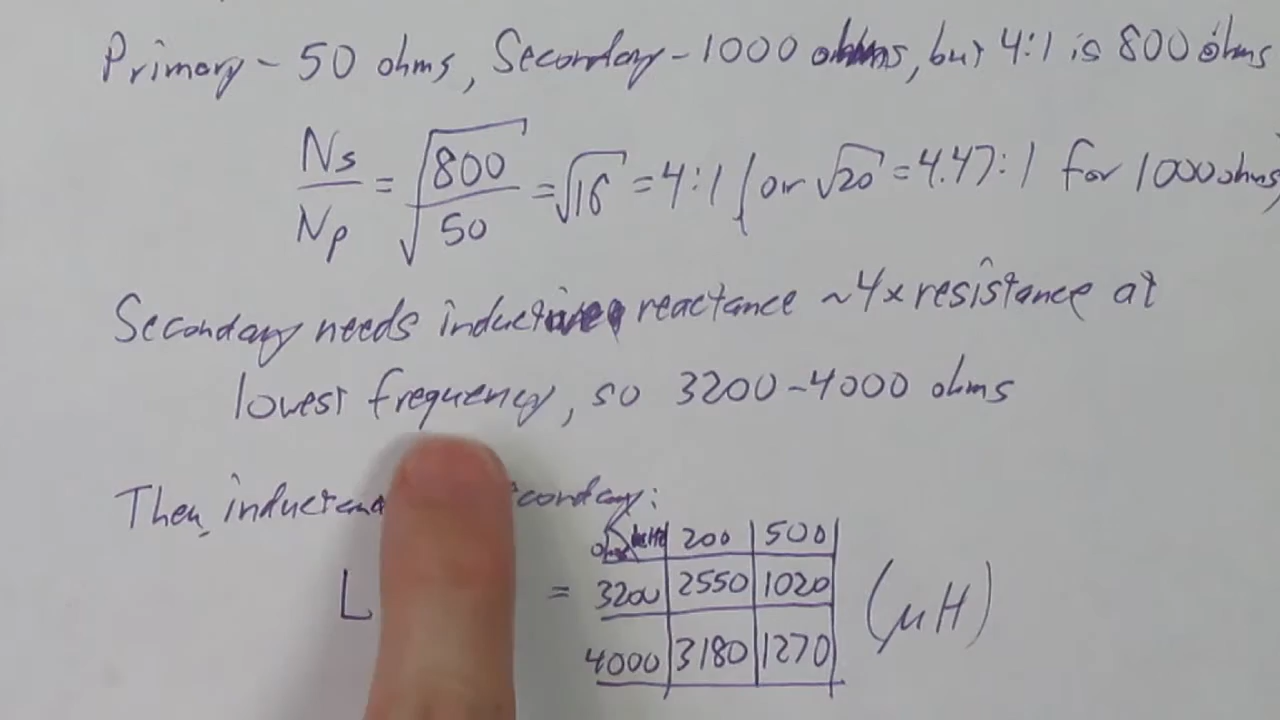 Primary - 50 ohms, Secondary - 1000 ohms, but 4:1 is 800 ohms
Ns/Np = √800/50 = √16 = 4:1 (or √20 = 4.47:1 for 1000 ohms
Secondary needs inductive reactance ~4x resistance at
lowest frequency, so 3200-4000 ohms
Then, inductan condary:
200 500
L = 3200 2550 1020 (μH)
4000 3180 1270